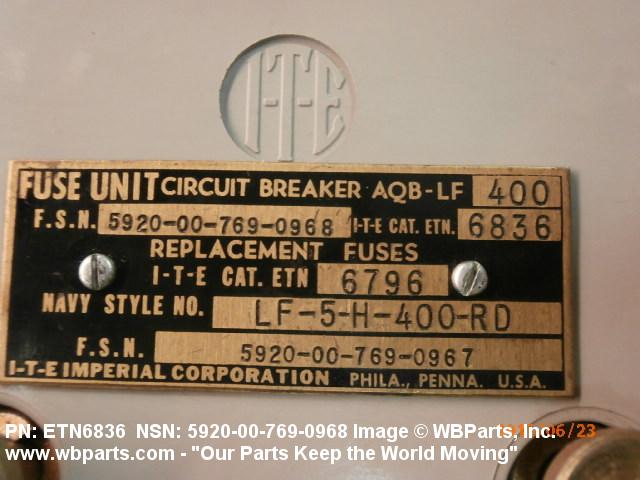 I-T-E
FUSE UNIT CIRCUIT BREAKER AQB-LF 400
F.S.N. 5920-00-769-0968 I-T-E CAT. ETN. 6836
REPLACEMENT FUSES
I-T-E CAT. ETN 6796
NAVY STYLE NO. LF-5-H-400-RD
F.S.N. 5920-00-769-0967
I-T-E IMPERIAL CORPORATION PHILA., PENNA. U.S.A.
PN: ETN6836 NSN: 5920-00-769-0968 Image © WBParts, Inc.
06/23
www.wbparts.com - "Our Parts Keep the World Moving"